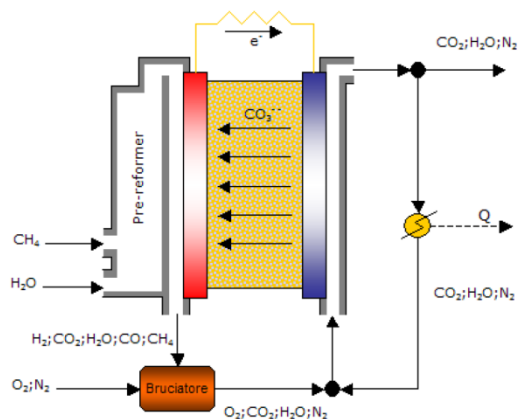 e⁻
CO₂;H₂O;N₂
CO₃⁻⁻
Pre-reformer
CH₄
Q
H₂O
CO₂;H₂O;N₂
H₂;CO₂;H₂O;CO;CH₄
O₂;N₂
Bruciatore
O₂;CO₂;H₂O;N₂